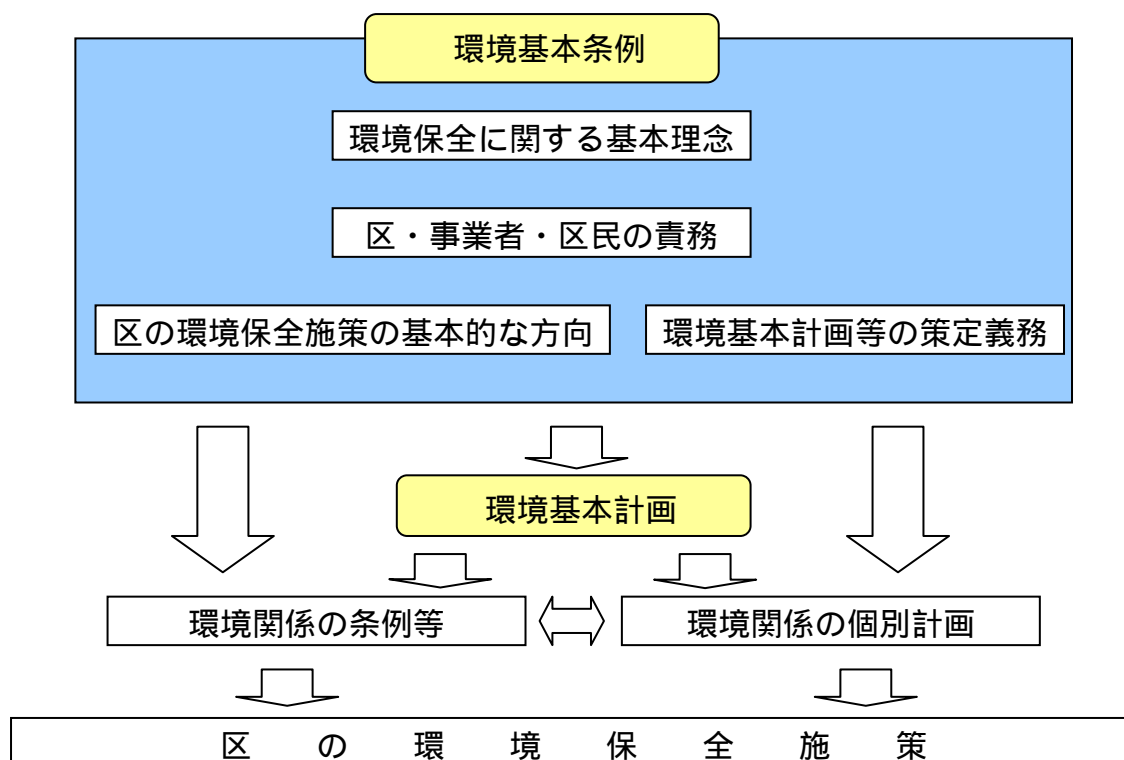 環境基本条例
環境保全に関する基本理念
区・事業者・区民の責務
区の環境保全施策の基本的な方向
環境基本計画等の策定義務
環境基本計画
環境関係の条例等
環境関係の個別計画
区の環境保全施策